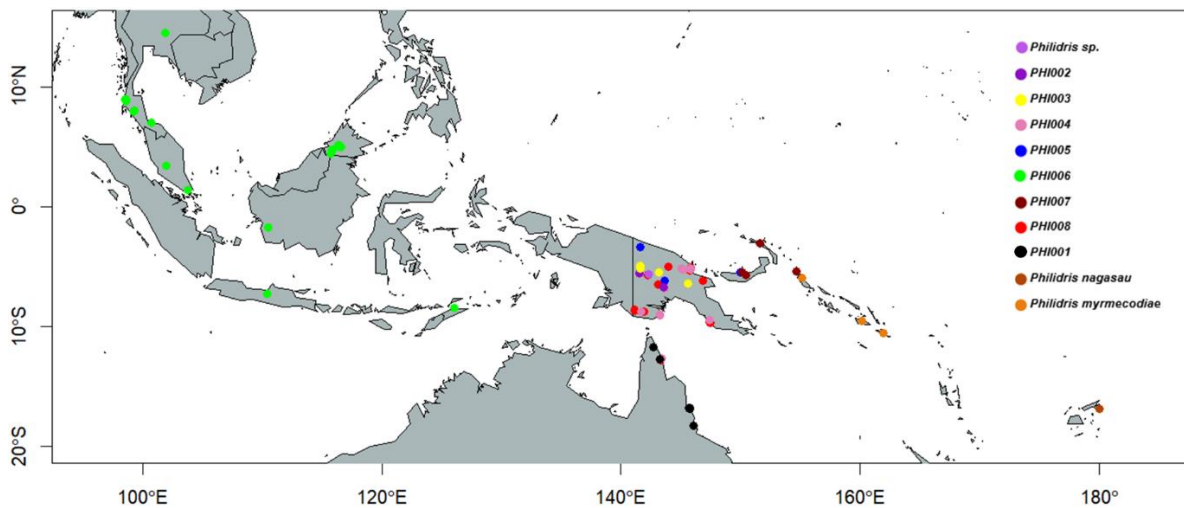 Philidris sp.
PHI002
PHI003
PHI004
PHI005
PHI006
PHI007
PHI008
PHI001
Philidris nagasau
Philidris myrmecodiae
10°N
0°
10°S
20°S
100°E
120°E
140°E
160°E
180°